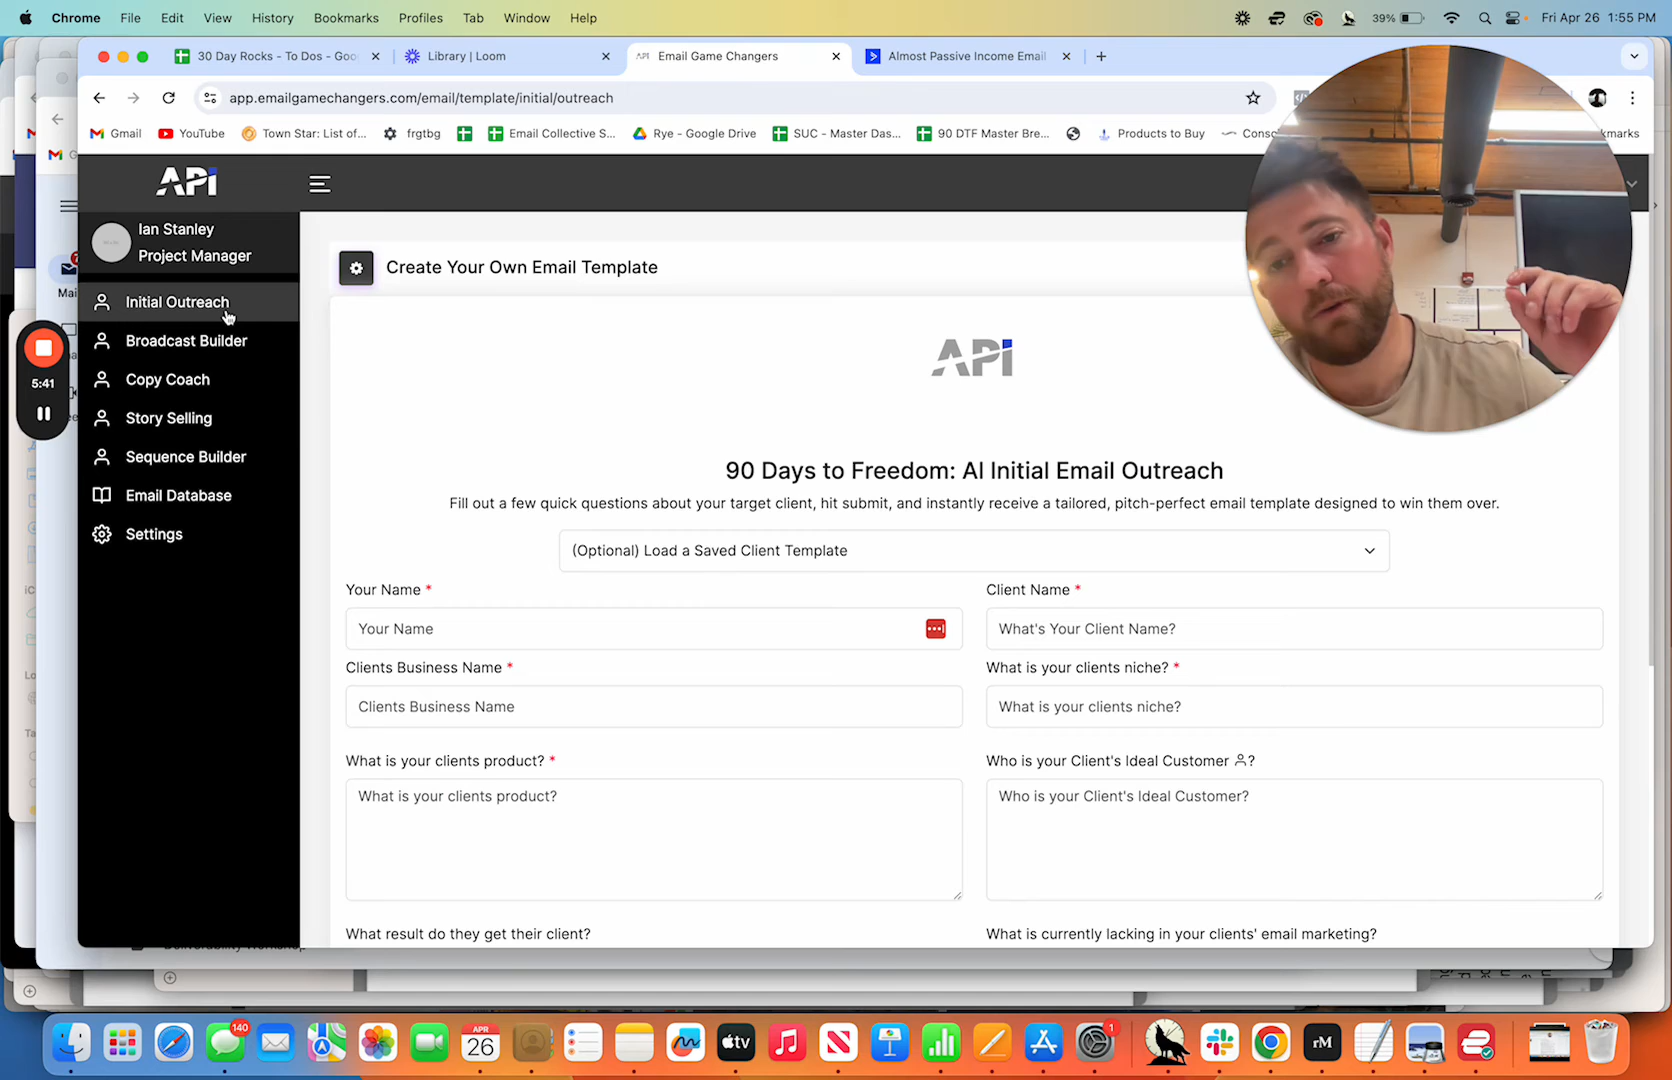 Chrome File Edit View History Bookmarks Profiles Tab Window Help 39% Fri Apr 26 1:55 PM
30 Day Rocks - To Dos - Goo
Library | Loom
Email Game Changers
Almost Passive Income Email
app.emailgamechangers.com/email/template/initial/outreach
Gmail YouTube Town Star: List of... frgtbg Email Collective S... Rye - Google Drive SUC - Master Das... 90 DTF Master Bre... Products to Buy
kmarks
API
Ian Stanley
Project Manager
Initial Outreach
Broadcast Builder
Copy Coach
Story Selling
Sequence Builder
Email Database
Settings
5:41
Mai
Create Your Own Email Template
API
90 Days to Freedom: AI Initial Email Outreach
Fill out a few quick questions about your target client, hit submit, and instantly receive a tailored, pitch-perfect email template designed to win them over.
(Optional) Load a Saved Client Template
Your Name *
Client Name *
Your Name
What's Your Client Name?
Clients Business Name *
What is your clients niche? *
Clients Business Name
What is your clients niche?
What is your clients product? *
Who is your Client's Ideal Customer ?
What is your clients product?
Who is your Client's Ideal Customer?
What result do they get their client?
What is currently lacking in your clients' email marketing?
140
APR
26
tv
1
rM